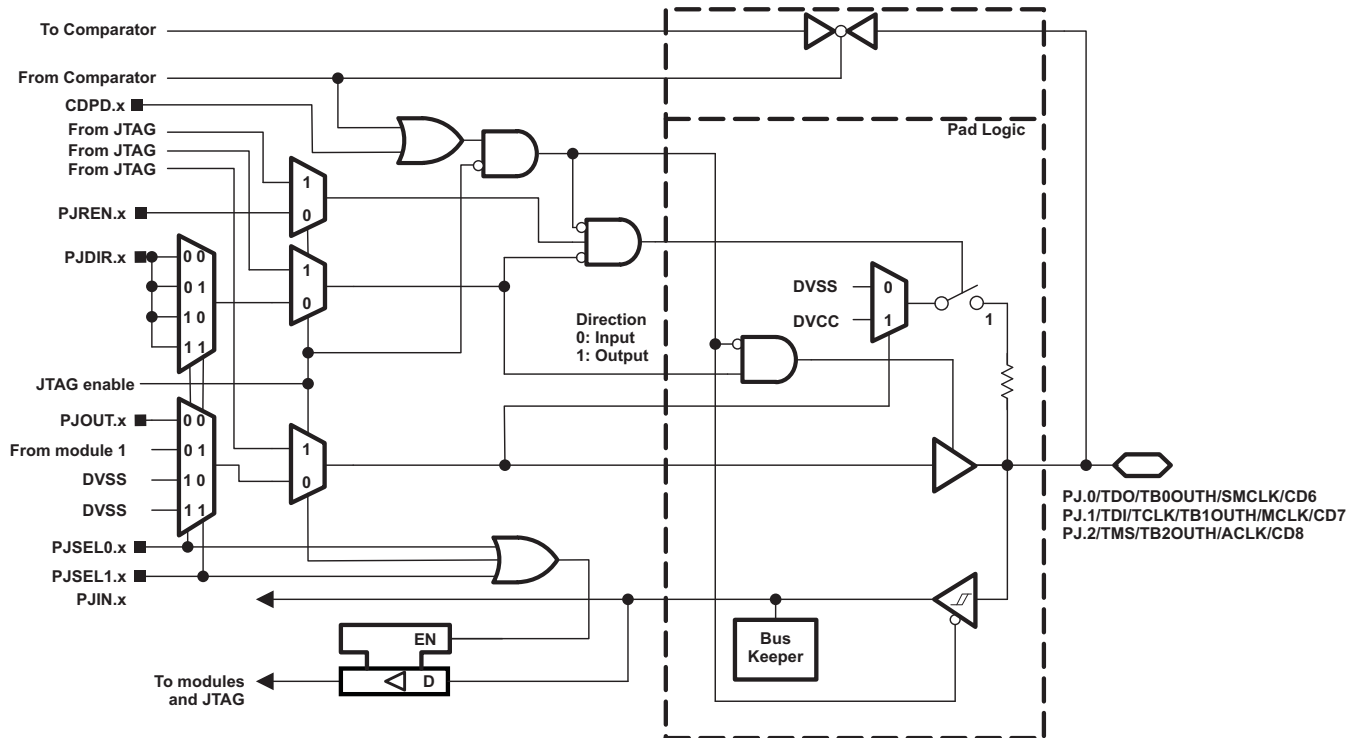 To Comparator
From Comparator
CDPD.x
From JTAG
From JTAG
From JTAG
Pad Logic
1
0
PJREN.x
PJDIR.x
0 0
0 1
1 0
1 1
1
0
DVSS
DVCC
0
1
1
Direction
0: Input
1: Output
JTAG enable
PJOUT.x
From module 1
DVSS
DVSS
0 0
0 1
1 0
1 1
1
0
PJ.0/TDO/TB0OUTH/SMCLK/CD6
PJ.1/TDI/TCLK/TB1OUTH/MCLK/CD7
PJ.2/TMS/TB2OUTH/ACLK/CD8
PJSEL0.x
PJSEL1.x
PJIN.x
EN
D
Bus
Keeper
To modules
and JTAG